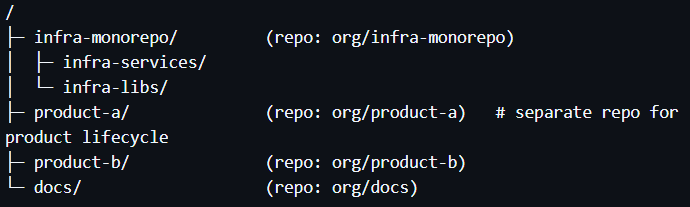 /
├─ infra-monorepo/        (repo: org/infra-monorepo)
│  ├─ infra-services/
│  └─ infra-libs/
├─ product-a/             (repo: org/product-a)   # separate repo for
product lifecycle
├─ product-b/             (repo: org/product-b)
└─ docs/                  (repo: org/docs)